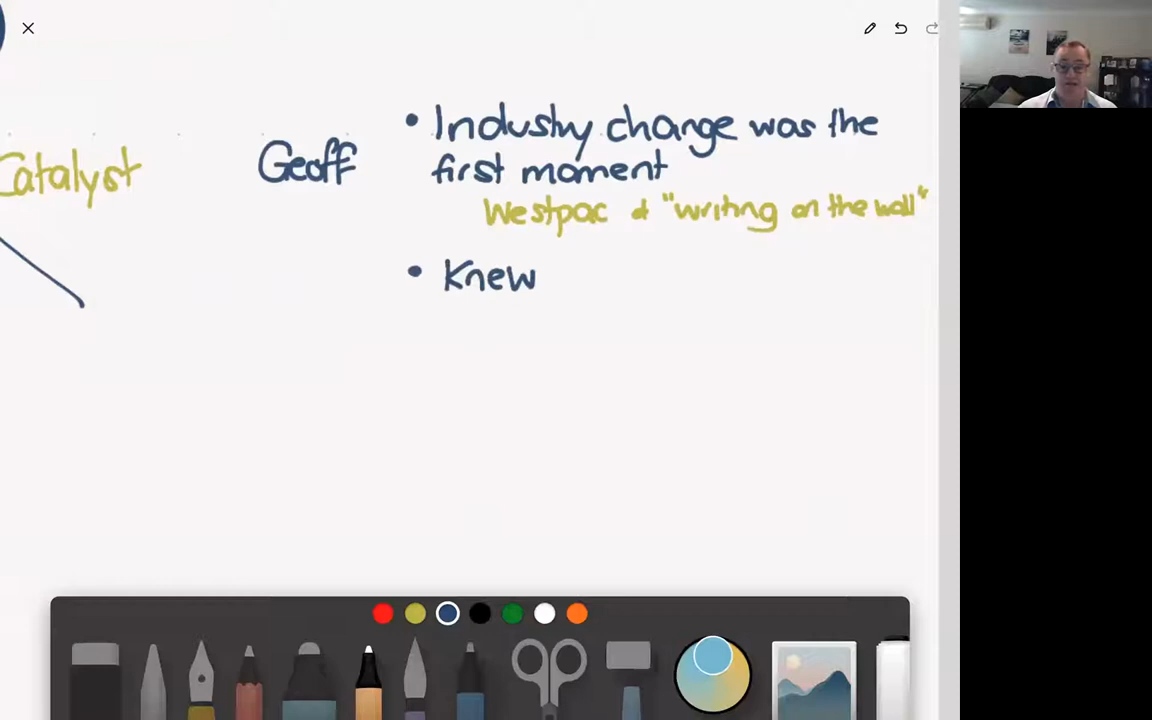 Catalyst
Geoff
• Industry change was the
first moment
Westpac & "writing on the wall"
• Knew